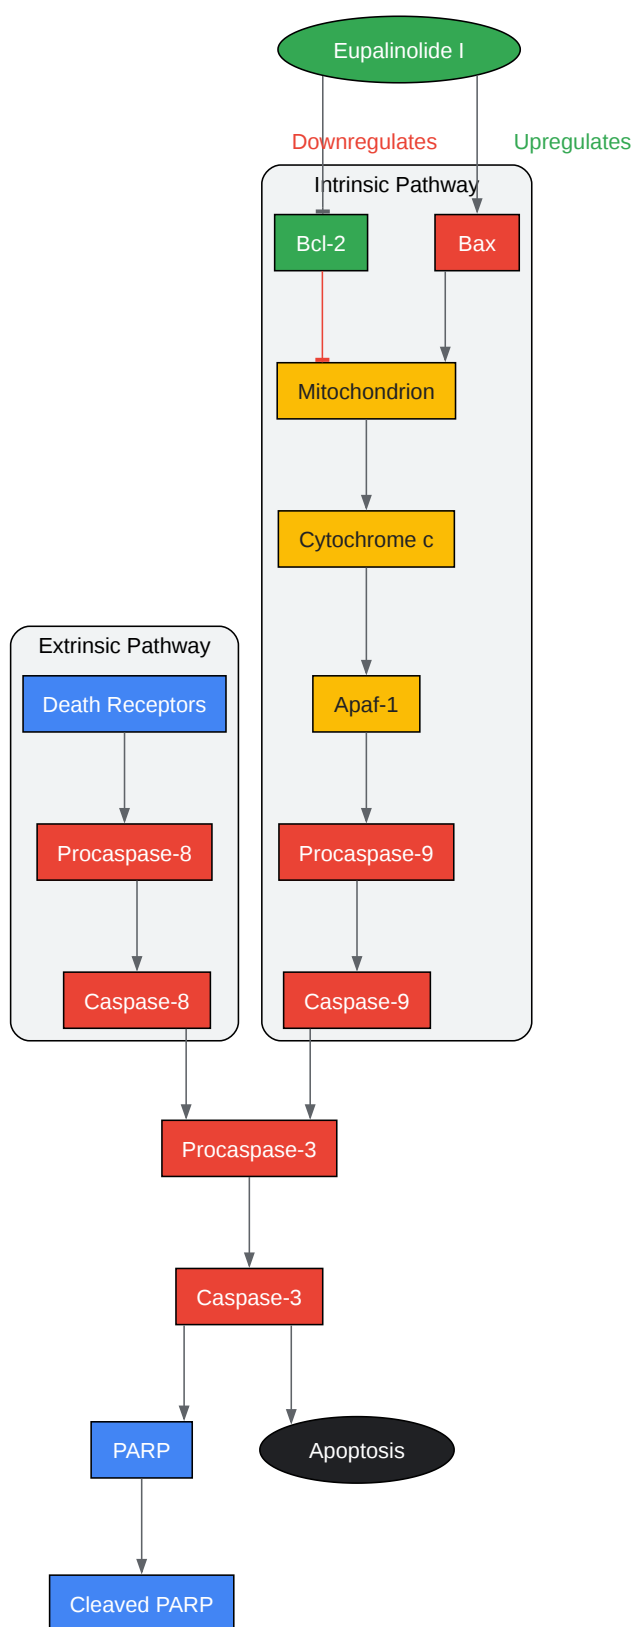 Eupalinolide I
Downregulates
Upregulates
Intrinsic Pathway
Bcl-2
Bax
Mitochondrion
Cytochrome c
Extrinsic Pathway
Death Receptors
Apaf-1
Procaspase-8
Procaspase-9
Caspase-8
Caspase-9
Procaspase-3
Caspase-3
PARP
Apoptosis
Cleaved PARP